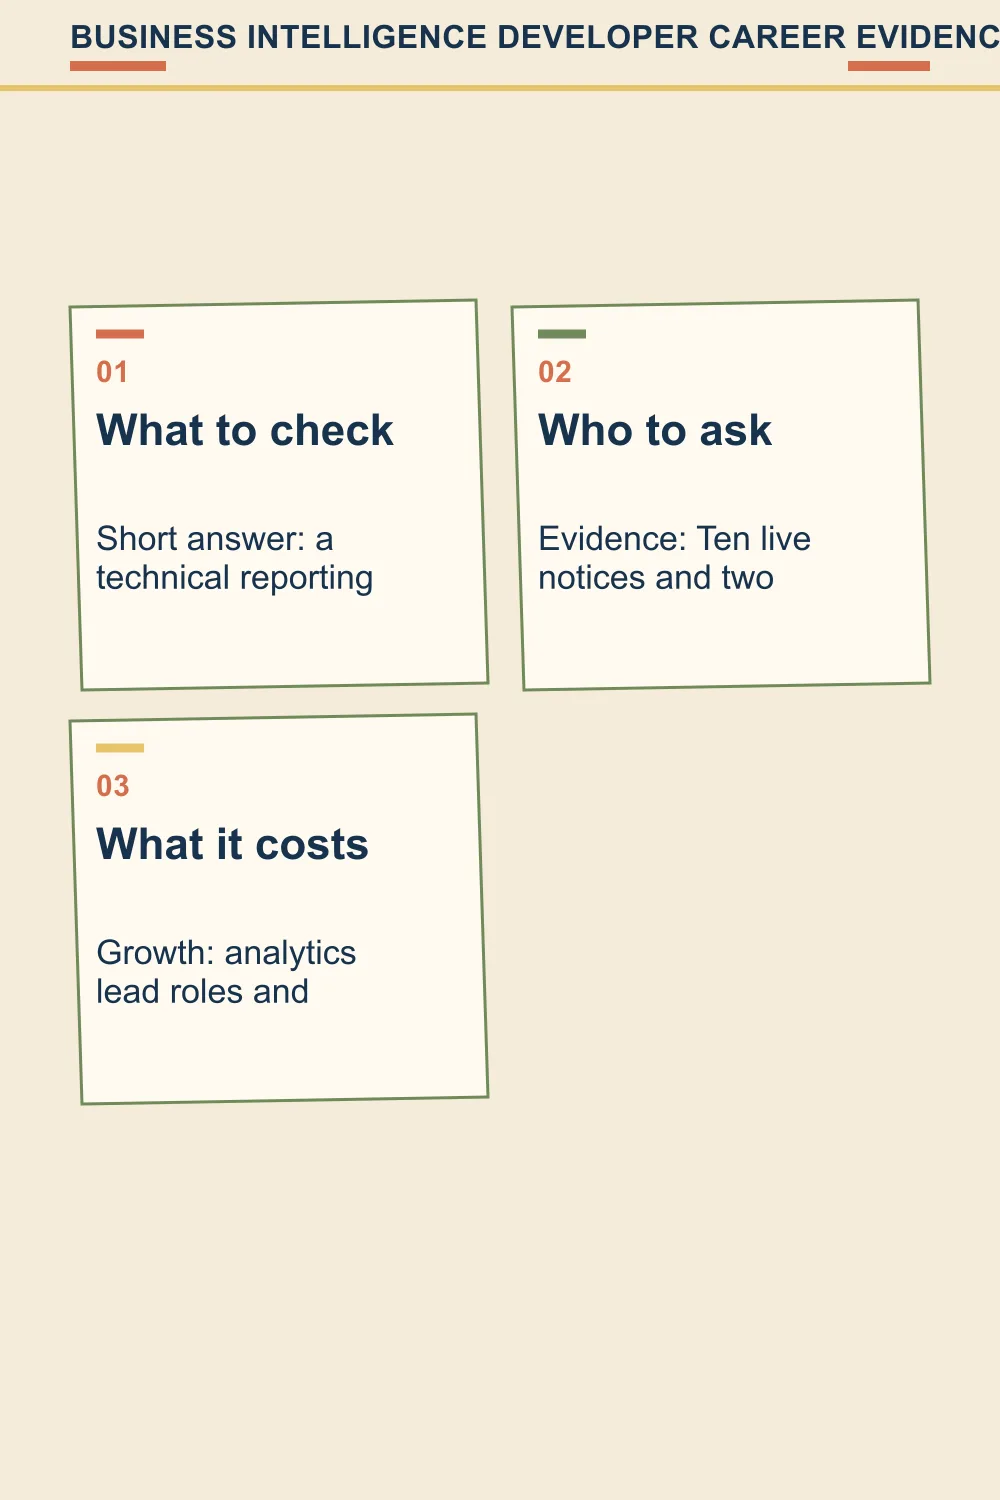 BUSINESS INTELLIGENCE DEVELOPER CAREER EVIDENC
01
What to check
Short answer: a
technical reporting
02
Who to ask
Evidence: Ten live
notices and two
03
What it costs
Growth: analytics
lead roles and